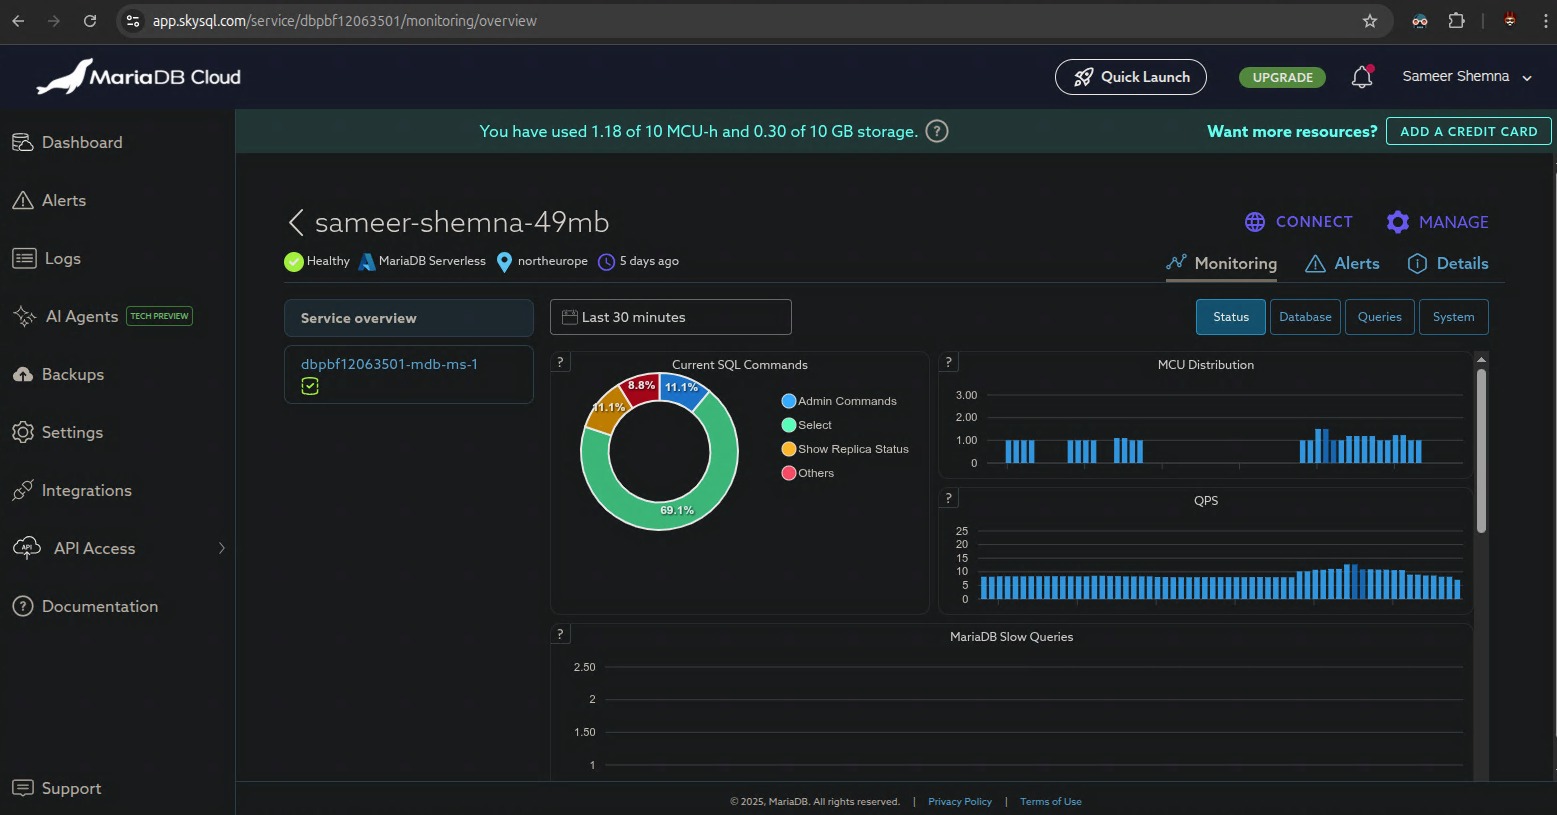 app.skysql.com/service/dbpbf12063501/monitoring/overview
MariaDB Cloud
Quick Launch
UPGRADE
Sameer Shemna
You have used 1.18 of 10 MCU-h and 0.30 of 10 GB storage. ?
Want more resources?
ADD A CREDIT CARD
Dashboard
Alerts
Logs
AI Agents TECH PREVIEW
Backups
Settings
Integrations
API API Access
? Documentation
Support
sameer-shemna-49mb
CONNECT
MANAGE
Healthy
MariaDB Serverless
northeurope
5 days ago
Monitoring
Alerts
Details
Service overview
dbpbf12063501-mdb-ms-1
Last 30 minutes
Status
Database
Queries
System
?
Current SQL Commands
8.8%
11.1%
11.1%
69.1%
Admin Commands
Select
Show Replica Status
Others
?
MCU Distribution
3.00
2.00
1.00
0
?
QPS
25
20
15
10
5
0
?
MariaDB Slow Queries
2.50
2
1.50
1
© 2025, MariaDB. All rights reserved. | Privacy Policy | Terms of Use